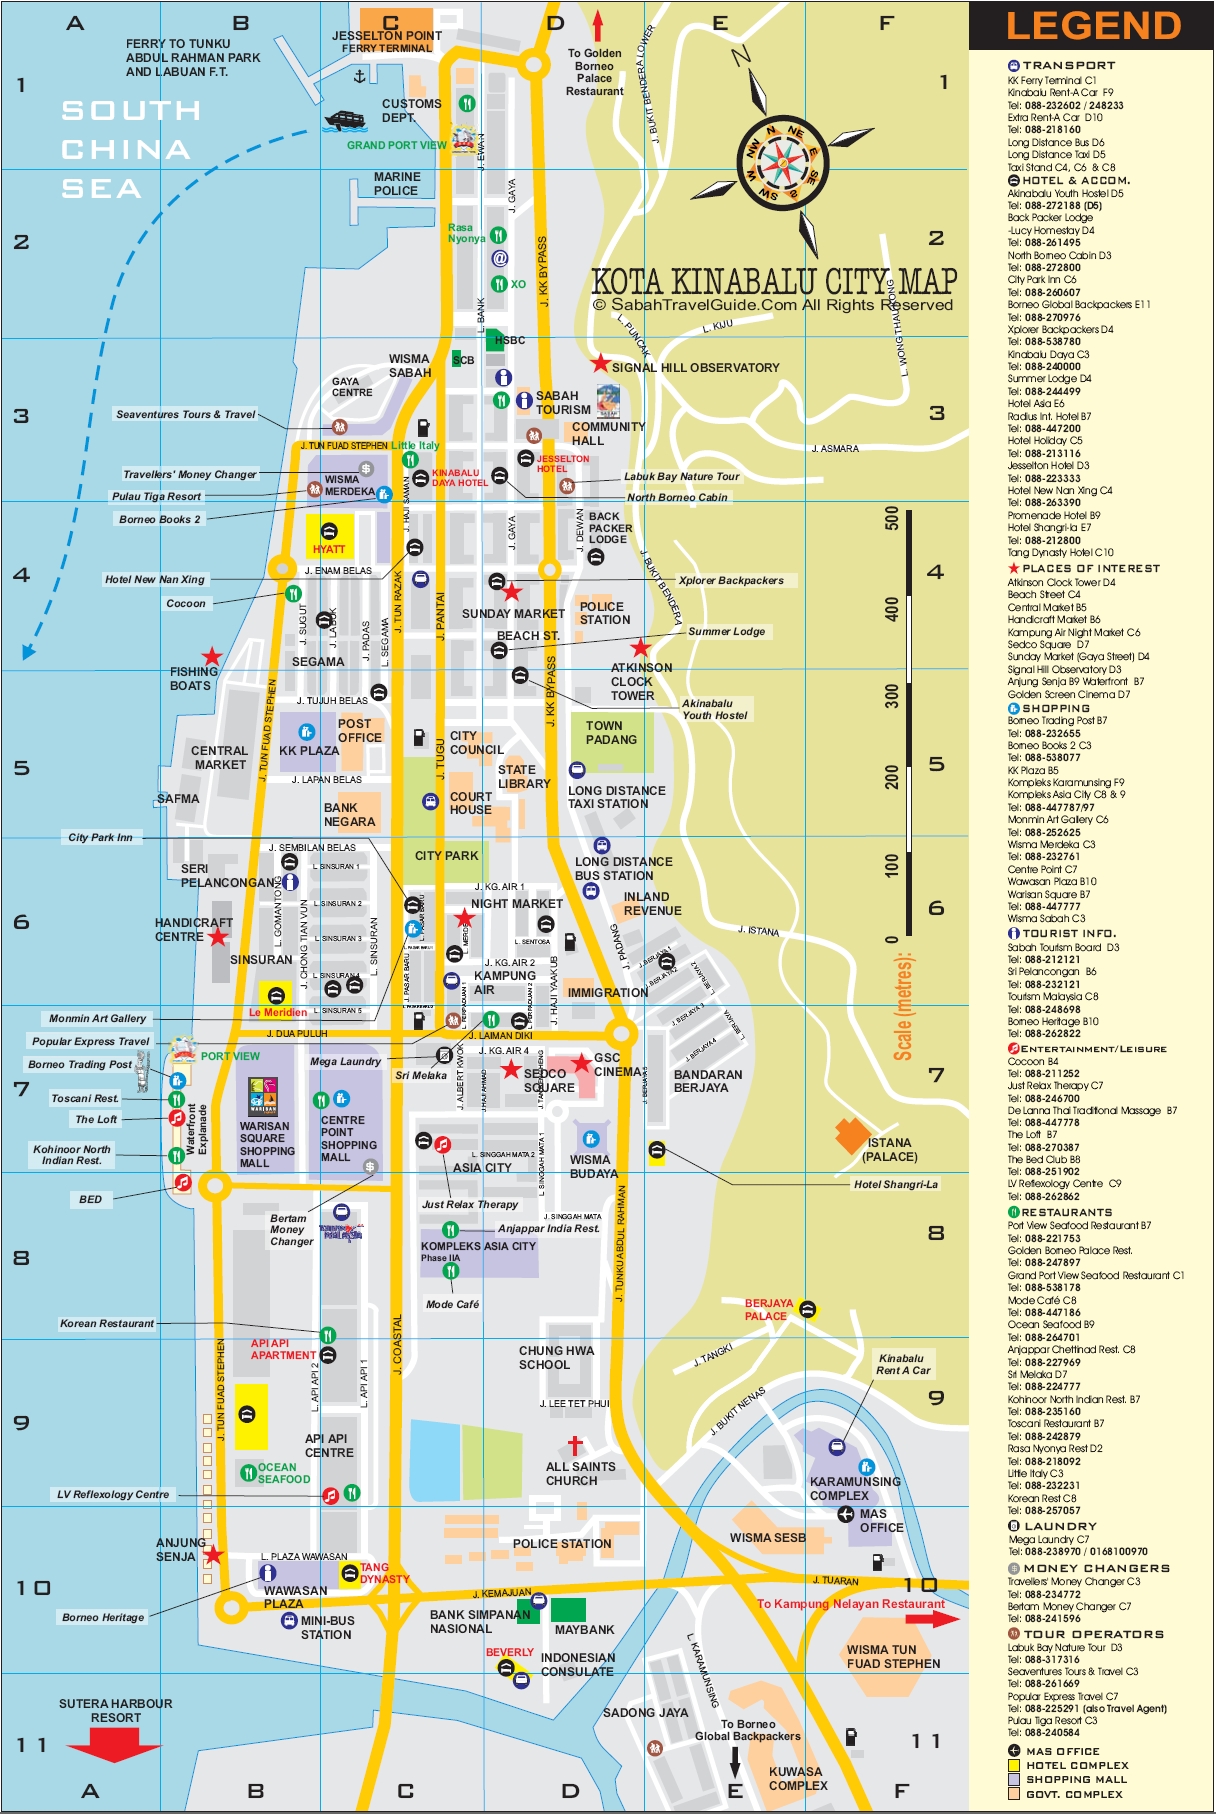 A
B
C
D
E
F
LEGEND
FERRY TO TUNKU
ABDUL RAHMAN PARK
AND LABUAN F.T.
JESSELTON POINT
FERRY TERMINAL
To Golden
Borneo
Palace
Restaurant
J. BUKIT BENDERA LOWER
N
1
1
SOUTH
CHINA
SEA
CUSTOMS
DEPT.
GRAND PORT VIEW
J. EWAN
N
NE
E
SE
S
SW
W
NW
MARINE
POLICE
J. GAYA
2
2
Rasa
Nyonya
XO
J. KK BYPASS
L. BANK
KOTA KINABALU CITY MAP
© SabahTravelGuide.Com All Rights Reserved
L. PUNCAK
L. KIJU
L. WONG THAI LOONG
HSBC
SCB
WISMA
SABAH
GAYA
CENTRE
SIGNAL HILL OBSERVATORY
3
3
SABAH
TOURISM
COMMUNITY
HALL
Seaventures Tours & Travel
J. TUN FUAD STEPHEN
Little Italy
J. ASMARA
Travellers' Money Changer
Pulau Tiga Resort
Borneo Books 2
WISMA
MERDEKA
KINABALU
DAYA HOTEL
JESSELTON
HOTEL
Labuk Bay Nature Tour
North Borneo Cabin
J. HAJI SAMAN
HYATT
J. GAYA
J. DEWAN
BACK
PACKER
LODGE
500
4
4
Hotel New Nan Xing
J. ENAM BELAS
Cocoon
J. SUGUT
J. LABUK
J. PADAS
L. SEGAMA
J. TUN RAZAK
J. PANTAI
Xplorer Backpackers
SUNDAY MARKET
POLICE
STATION
BEACH ST.
Summer Lodge
J. BUKIT BENDERA
400
SEGAMA
FISHING
BOATS
ATKINSON
CLOCK
TOWER
J. TUJUH BELAS
J. KK BYPASS
Akinabalu
Youth Hostel
300
J. TUN FUAD STEPHEN
KK PLAZA
POST
OFFICE
CENTRAL
MARKET
5
5
J. TUGU
CITY
COUNCIL
STATE
LIBRARY
TOWN
PADANG
J. LAPAN BELAS
LONG DISTANCE
TAXI STATION
200
SAFMA
BANK
NEGARA
COURT
HOUSE
City Park Inn
J. SEMBILAN BELAS
CITY PARK
LONG DISTANCE
BUS STATION
100
SERI
PELANCONGAN
L. SINSURAN 1
J. KG. AIR 1
NIGHT MARKET
INLAND
REVENUE
6
6
HANDICRAFT
CENTRE
L. GOMANTONG
J. CHONG TIAN VUN
L. SINSURAN 2
L. SINSURAN 3
L. SINSURAN 4
L. SINSURAN 5
L. SINSURAN
L. SENTOSA
J. ISTANA
0
Scale (metres):
SINSURAN
J. PASAR BARU
J. KG. AIR 2
KAMPUNG
AIR
J. HAJI YAAKUB
J. PADANG
J. BERJAYA 1
J. BERJAYA 2
L. BERJAYA 2
J. BERJAYA 3
J. BERJAYA 4
L. BERJAYA
IMMIGRATION
Le Meridien
Monmin Art Gallery
J. DUA PULUH
J. LAIMAN DIKI
Popular Express Travel
Borneo Trading Post
PORT VIEW
Mega Laundry
J. KG. AIR 4
GSC
CINEMA
Sri Melaka
SEDCO
SQUARE
BANDARAN
BERJAYA
7
7
Toscani Rest.
The Loft
Waterfront
Esplanade
J. ALBERT KWOK
J. HAJI AHMAD
WARISAN
SQUARE
SHOPPING
MALL
CENTRE
POINT
SHOPPING
MALL
Kohinoor North
Indian Rest.
L. SINGGAH MATA 2
J. SINGGAH MATA 1
ASIA CITY
WISMA
BUDAYA
ISTANA
(PALACE)
BED
Just Relax Therapy
Hotel Shangri-La
8
8
Bertam
Money
Changer
J. SINGGAH MATA
Anjappar India Rest.
KOMPLEKS ASIA CITY
Phase IIA
J. TUNKU ABDUL RAHMAN
Mode Café
BERJAYA
PALACE
Korean Restaurant
API API
APARTMENT
J. COASTAL
CHUNG HWA
SCHOOL
J. TANGKI
Kinabalu
Rent A Car
9
9
J. TUN FUAD STEPHEN
L. API API 2
L. API API 1
J. LEE TET PHUI
J. BUKIT NENAS
API API
CENTRE
OCEAN
SEAFOOD
ALL SAINTS
CHURCH
KARAMUNSING
COMPLEX
LV Reflexology Centre
MAS
OFFICE
ANJUNG
SENJA
L. PLAZA WAWASAN
TANG
DYNASTY
POLICE STATION
WISMA SESB
10
10
J. KEMAJUAN
J. TUARAN
Borneo Heritage
WAWASAN
PLAZA
MINI-BUS
STATION
BANK SIMPANAN
NASIONAL
MAYBANK
To Kampung Nelayan Restaurant
BEVERLY
INDONESIAN
CONSULATE
L. KARAMUNSING
WISMA TUN
FUAD STEPHEN
SUTERA HARBOUR
RESORT
SADONG JAYA
To Borneo
Global Backpackers
11
11
KUWASA
COMPLEX
A
B
C
D
E
F
TRANSPORT
KK Ferry Terminal C1
Kinabalu Rent-A Car F9
Tel: 088-232602 / 248233
Extra Rent-A Car D10
Tel: 088-218160
Long Distance Bus D6
Long Distance Taxi D5
Taxi Stand C4, C6 & C8
HOTEL & ACCOM.
Akinabalu Youth Hostel D5
Tel: 088-272188 (D5)
Back Packer Lodge
-Lucy Homestay D4
Tel: 088-261495
North Borneo Cabin D3
Tel: 088-272800
City Park Inn C6
Tel: 088-260607
Borneo Global Backpackers E11
Tel: 088-270976
Xplorer Backpackers D4
Tel: 088-538780
Kinabalu Daya C3
Tel: 088-240000
Summer Lodge D4
Tel: 088-244499
Hotel Asia E6
Radius Int. Hotel B7
Tel: 088-447200
Hotel Holiday C5
Tel: 088-213116
Jesselton Hotel D3
Tel: 088-223333
Hotel New Nan Xing C4
Tel: 088-263390
Promenade Hotel B9
Hotel Shangri-la E7
Tel: 088-212800
Tang Dynasty Hotel C10
PLACES OF INTEREST
Atkinson Clock Tower D4
Beach Street C4
Central Market B5
Handicraft Market B6
Kampung Air Night Market C6
Sedco Square D7
Sunday Market (Gaya Street) D4
Signal Hill Observatory D3
Anjung Senja B9 Waterfront B7
Golden Screen Cinema D7
SHOPPING
Borneo Trading Post B7
Tel: 088-232655
Borneo Books 2 C3
Tel: 088-538077
KK Plaza B5
Kompleks Karamunsing F9
Kompleks Asia City C8 & 9
Tel: 088-447787/97
Monmin Art Gallery C6
Tel: 088-252625
Wisma Merdeka C3
Tel: 088-232761
Centre Point C7
Wawasan Plaza B10
Warisan Square B7
Tel: 088-447777
Wisma Sabah C3
TOURIST INFO.
Sabah Tourism Board D3
Tel: 088-212121
Sri Pelancongan B6
Tel: 088-232121
Tourism Malaysia C8
Tel: 088-248698
Borneo Heritage B10
Tel: 088-262822
ENTERTAINMENT/LEISURE
Cocoon B4
Tel: 088-211252
Just Relax Therapy C7
Tel: 088-246700
De Lanna Thai Traditional Massage B7
Tel: 088-447778
The Loft B7
Tel: 088-270387
The Bed Club B8
Tel: 088-251902
LV Reflexology Centre C9
Tel: 088-262862
RESTAURANTS
Port View Seafood Restaurant B7
Tel: 088-221753
Golden Borneo Palace Rest.
Tel: 088-247897
Grand Port View Seafood Restaurant C1
Tel: 088-538178
Mode Café C8
Tel: 088-447186
Ocean Seafood B9
Tel: 088-264701
Anjappar Chettinad Rest. C8
Tel: 088-227969
Sri Melaka D7
Tel: 088-224777
Kohinoor North Indian Rest. B7
Tel: 088-235160
Toscani Restaurant B7
Tel: 088-242879
Rasa Nyonya Rest D2
Tel: 088-218092
Little Italy C3
Tel: 088-232231
Korean Rest C8
Tel: 088-257057
LAUNDRY
Mega Laundry C7
Tel: 088-238970 / 0168100970
MONEY CHANGERS
Travellers' Money Changer C3
Tel: 088-234772
Bertam Money Changer C7
Tel: 088-241596
TOUR OPERATORS
Labuk Bay Nature Tour D3
Tel: 088-317316
Seaventures Tours & Travel C3
Tel: 088-261669
Popular Express Travel C7
Tel: 088-225291 (also Travel Agent)
Pulau Tiga Resort C3
Tel: 088-240584
MAS OFFICE
HOTEL COMPLEX
SHOPPING MALL
GOVT. COMPLEX